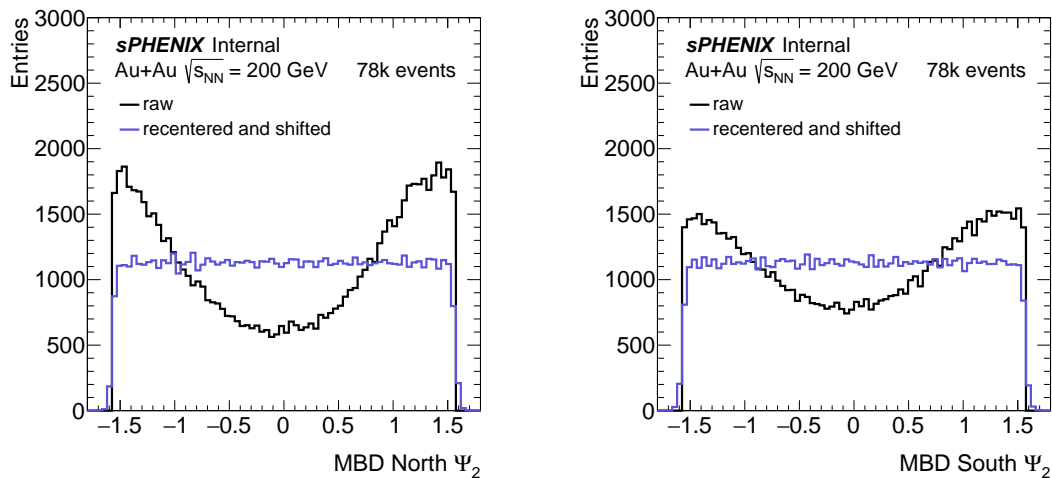 Entries
3000
2500
2000
1500
1000
500
0
sPHENIX Internal
Au+Au √sNN = 200 GeV 78k events
raw
recentered and shifted
−1.5 −1 −0.5 0 0.5 1 1.5
MBD North Ψ2
Entries
3000
2500
2000
1500
1000
500
0
sPHENIX Internal
Au+Au √sNN = 200 GeV 78k events
raw
recentered and shifted
−1.5 −1 −0.5 0 0.5 1 1.5
MBD South Ψ2